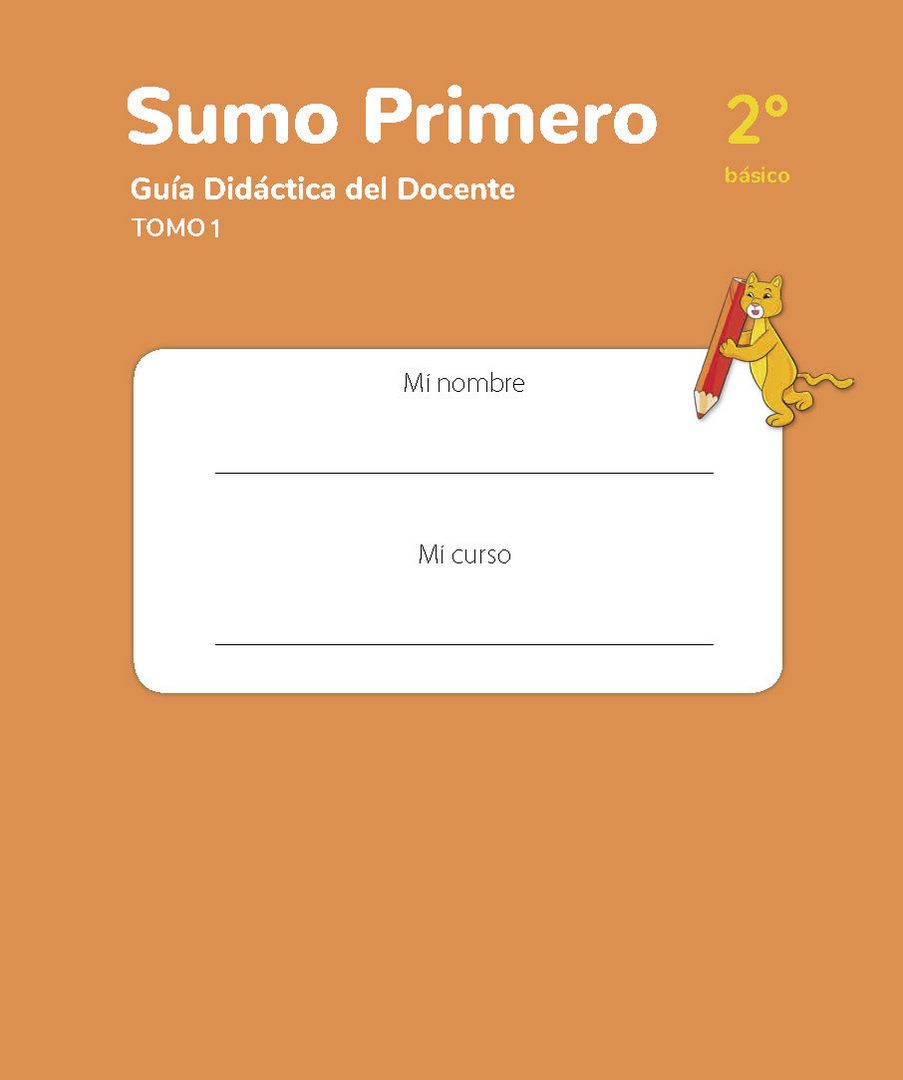 Sumo Primero
2°
básico
Guía Didáctica del Docente
TOMO 1
Mi nombre
Mi curso